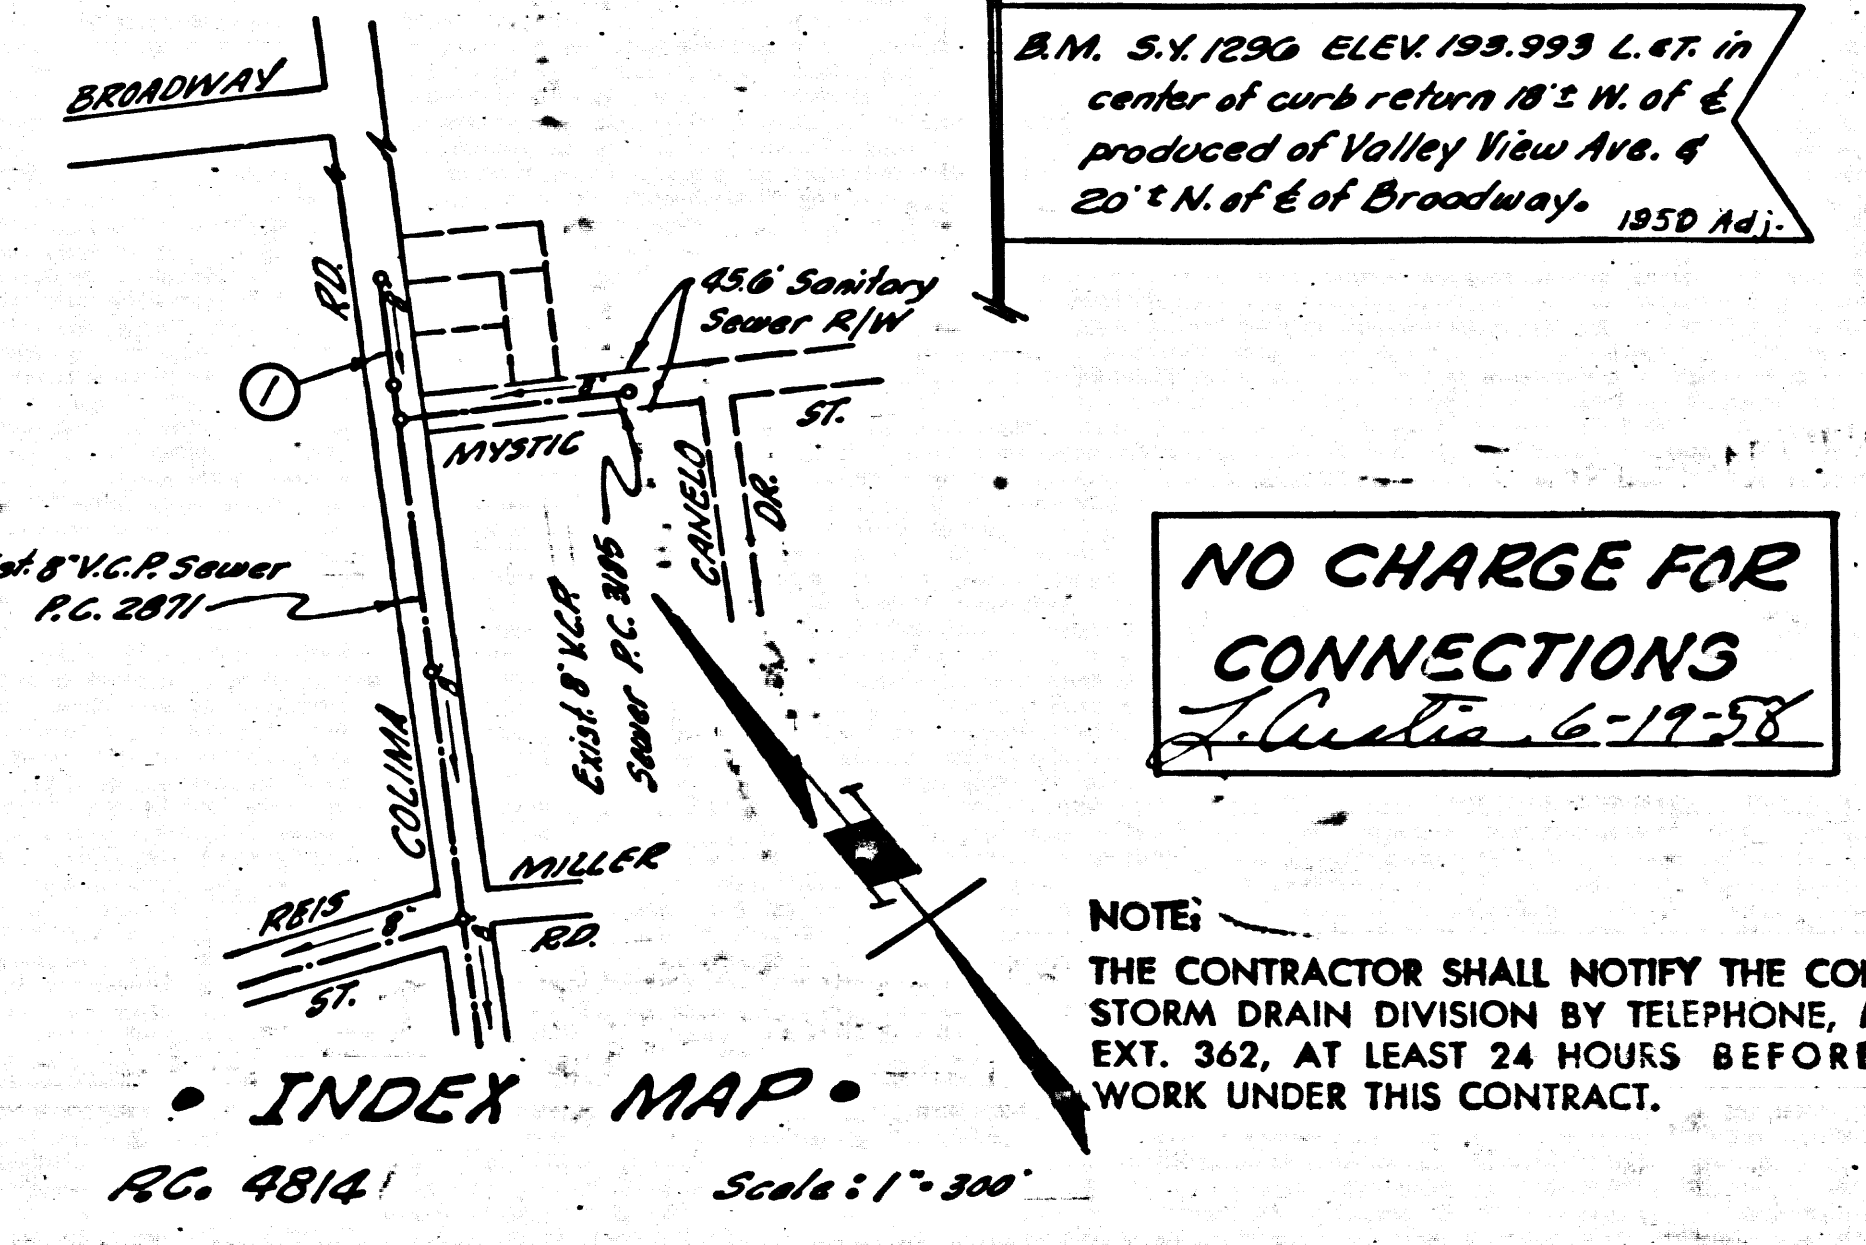 B.M. S.Y. 1296 ELEV. 193.993 L.&T. in
center of curb return 18'± W. of ℄
produced of Valley View Ave. &
20'± N. of ℄ of Broadway.
1950 Adj.
BROADWAY
RD.
45.6' Sanitary
Sewer R/W
1
8"
8"
ST.
MYSTIC
CANELO
DR.
8" V.C.P. Sewer
P.C. 2871
Exist. 8" V.C.P.
Sewer P.C. 3185
8"
COLIMA
NO CHARGE FOR
CONNECTIONS
6-19-58
MILLER
REIS
8"
8"
RD.
ST.
NOTE:
THE CONTRACTOR SHALL NOTIFY THE
STORM DRAIN DIVISION BY TELEPHONE,
EXT. 362, AT LEAST 24 HOURS BEFORE
WORK UNDER THIS CONTRACT.
• INDEX MAP •
P.C. 4814
Scale: 1"=300'